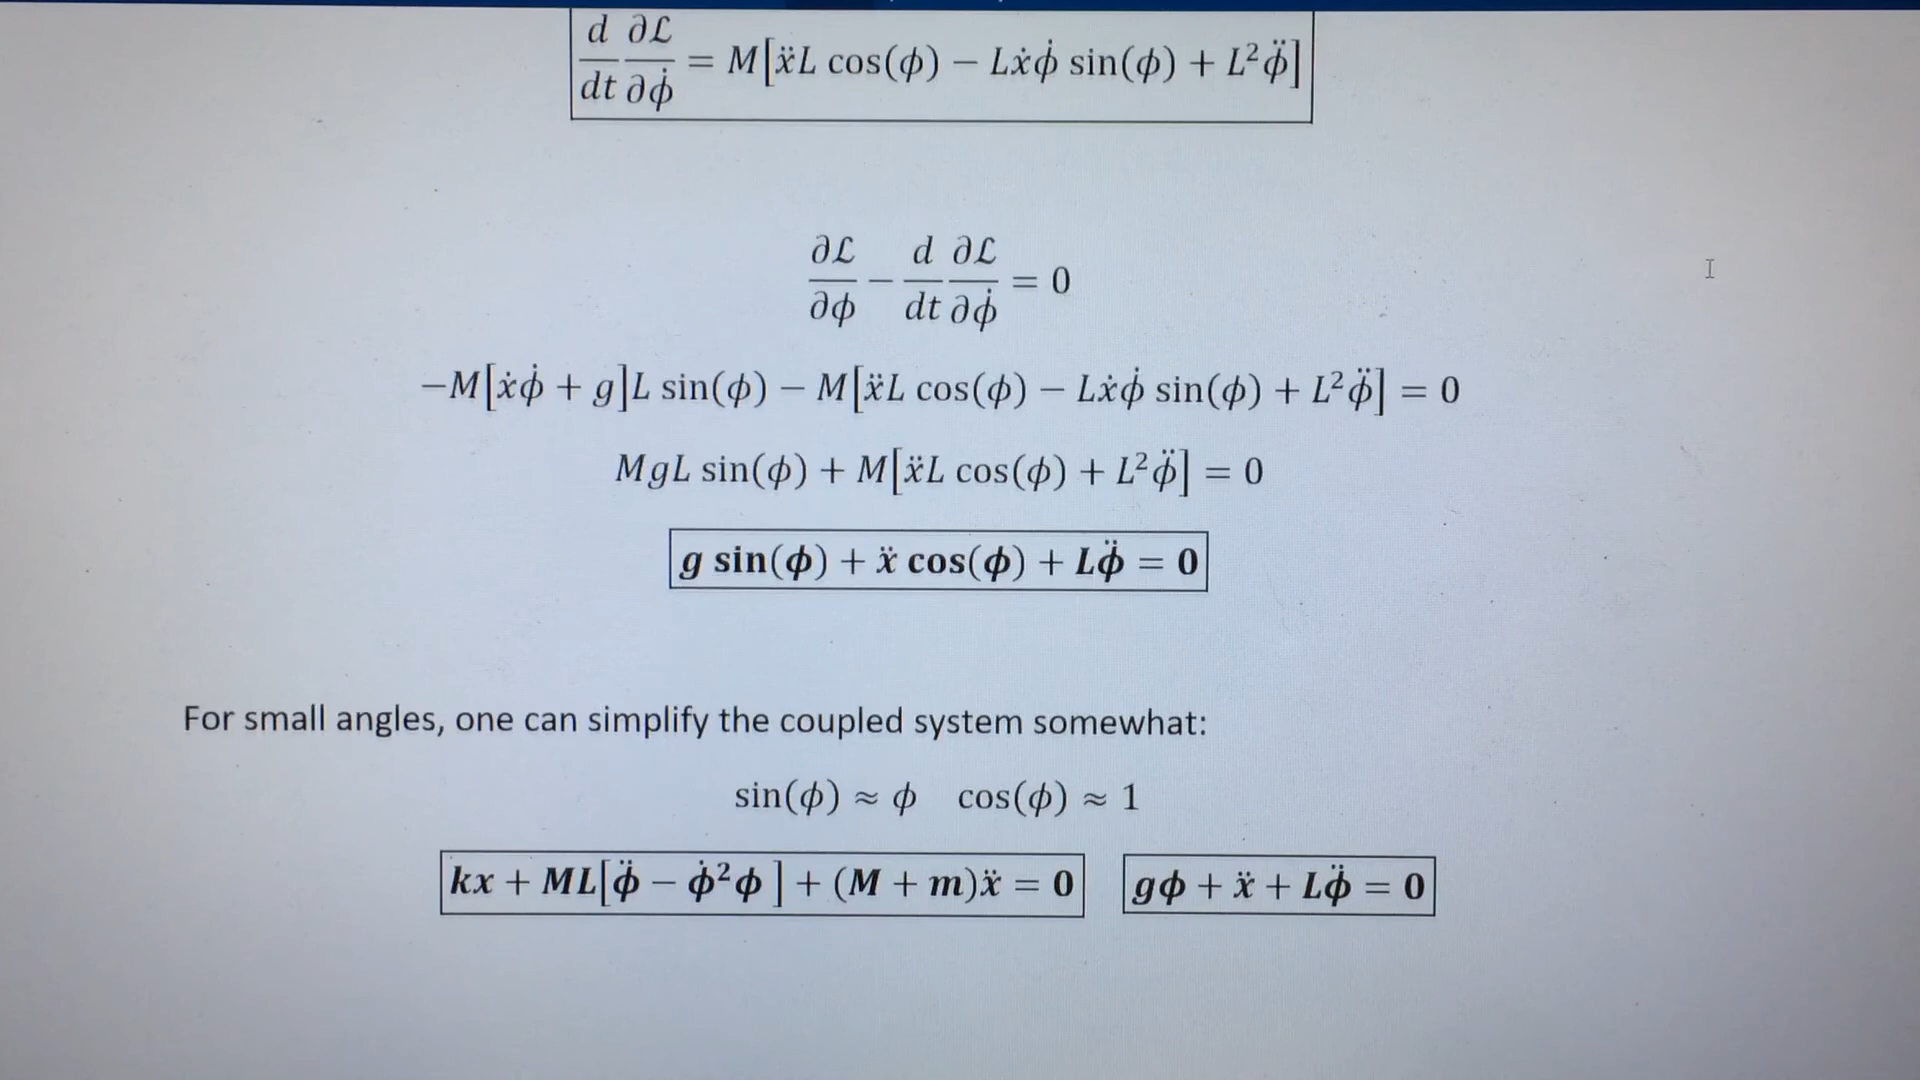 d/dt ∂ℒ/∂ϕ̇ = M[ẍL cos(ϕ) − Lẋϕ̇ sin(ϕ) + L²ϕ̈]
∂ℒ/∂ϕ − d/dt ∂ℒ/∂ϕ̇ = 0
−M[ẋϕ̇ + g]L sin(ϕ) − M[ẍL cos(ϕ) − Lẋϕ̇ sin(ϕ) + L²ϕ̈] = 0
MgL sin(ϕ) + M[ẍL cos(ϕ) + L²ϕ̈] = 0
g sin(ϕ) + ẍ cos(ϕ) + Lϕ̈ = 0
For small angles, one can simplify the coupled system somewhat:
sin(ϕ) ≈ ϕ cos(ϕ) ≈ 1
kx + ML[ϕ̈ − ϕ̇²ϕ] + (M + m)ẍ = 0 gϕ + ẍ + Lϕ̈ = 0